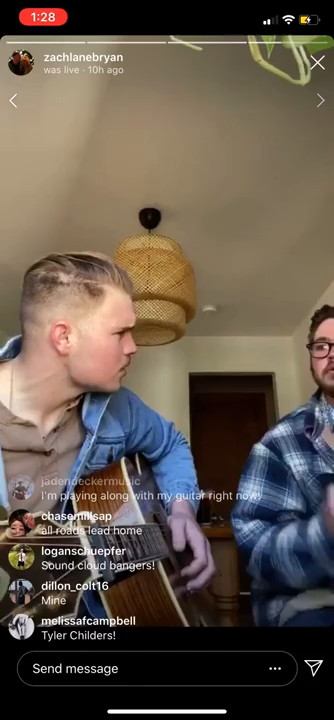 1:28
zachlanebryan
was live · 10h ago
jadendeckermusic
I'm playing along with my guitar right now!
chasemillsap
all roads lead home
loganschuepfer
Sound cloud bangers!
dillon_colt16
Mine
melissafcampbell
Tyler Childers!
Send message